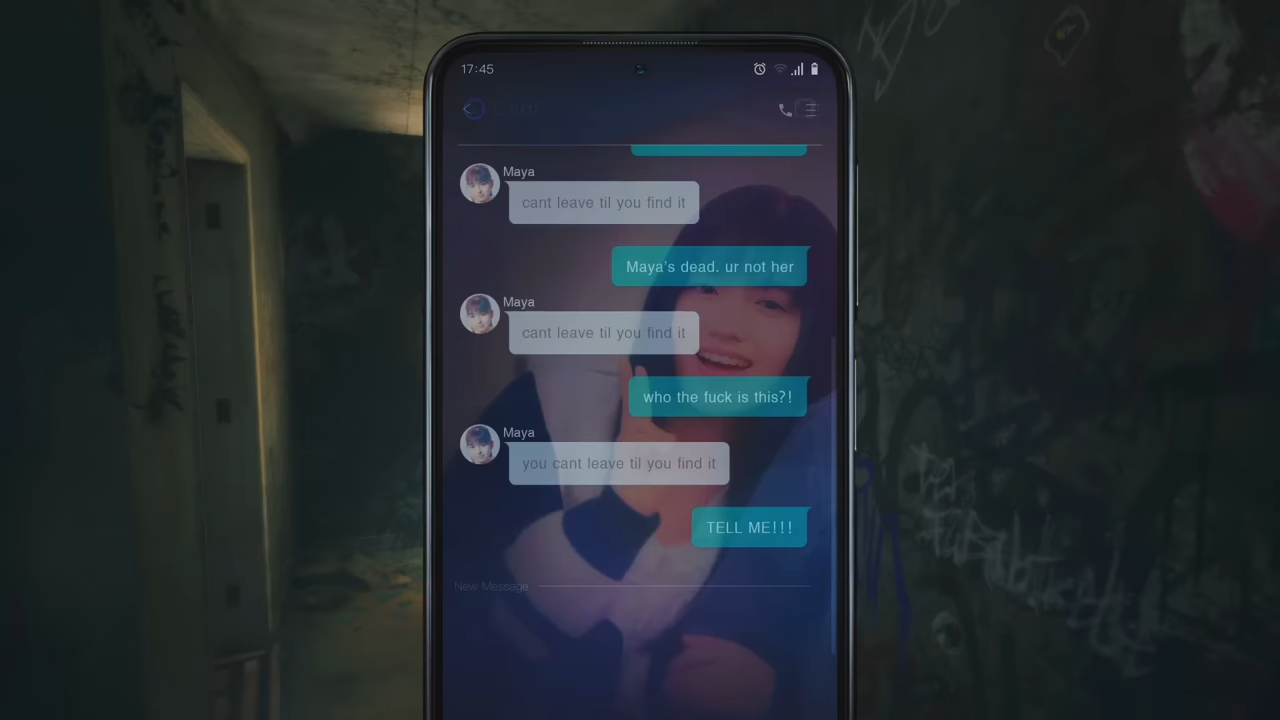 17:45
Maya
cant leave til you find it
Maya's dead. ur not her
Maya
cant leave til you find it
who the fuck is this?!
Maya
you cant leave til you find it
TELL ME!!!
New Message